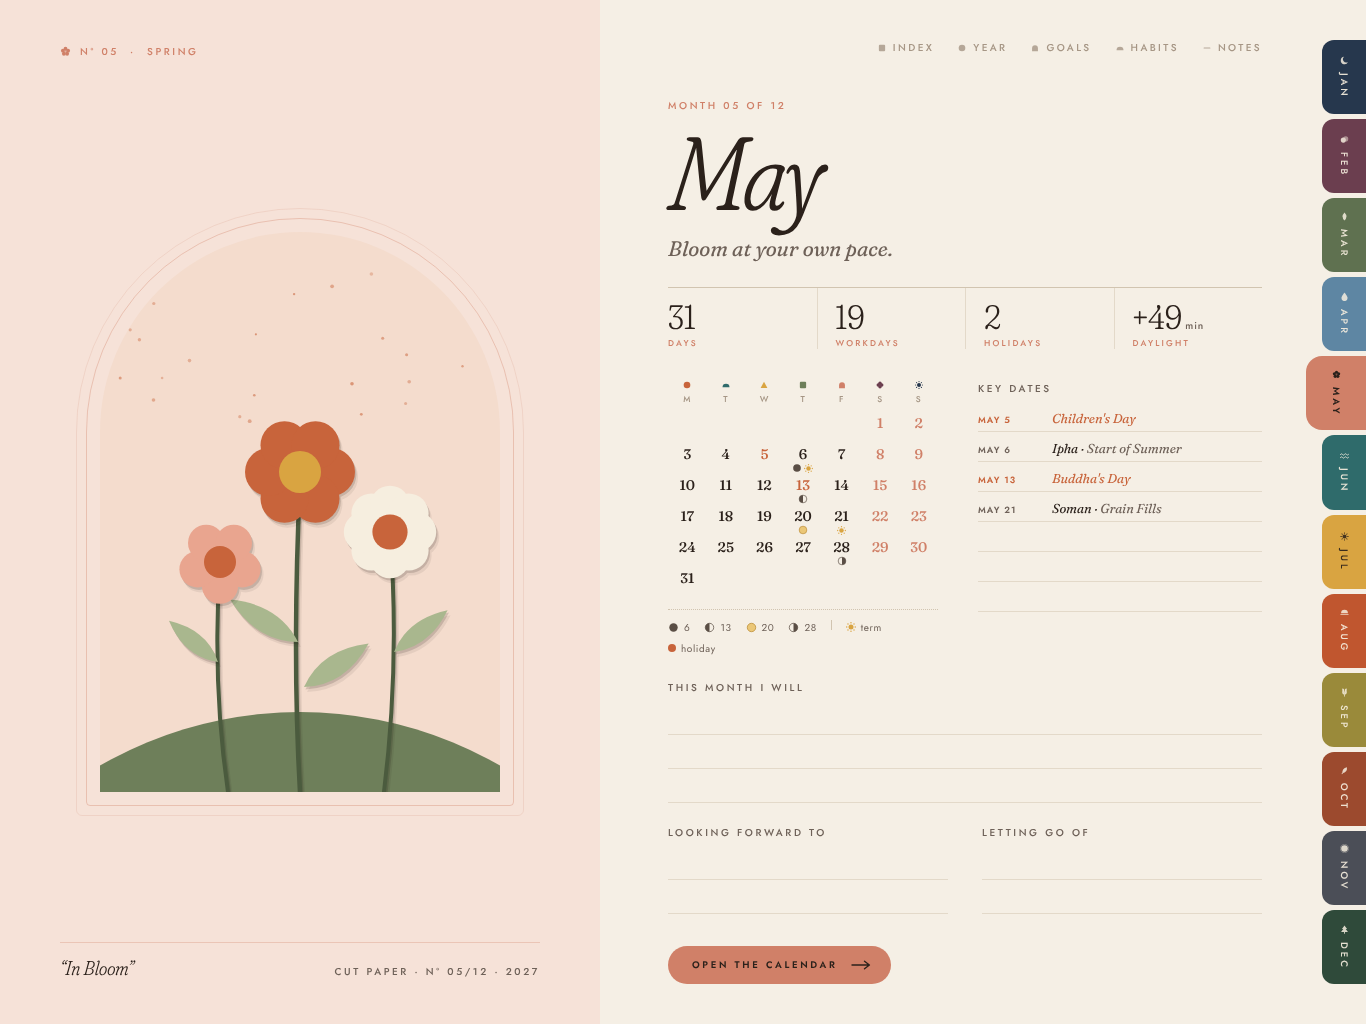 N° 05 · SPRING
“In Bloom”
CUT PAPER · N° 05/12 · 2027
INDEX YEAR GOALS HABITS NOTES
MONTH 05 OF 12
May
Bloom at your own pace.
31 19 2 +49 min
DAYS WORKDAYS HOLIDAYS DAYLIGHT
M T W T F S S
1 2
3 4 5 6 7 8 9
10 11 12 13 14 15 16
17 18 19 20 21 22 23
24 25 26 27 28 29 30
31
6 13 20 28 term
holiday
KEY DATES
MAY 5 Children's Day
MAY 6 Ipha · Start of Summer
MAY 13 Buddha's Day
MAY 21 Soman · Grain Fills
THIS MONTH I WILL
LOOKING FORWARD TO
LETTING GO OF
OPEN THE CALENDAR
JAN
FEB
MAR
APR
MAY
JUN
JUL
AUG
SEP
OCT
NOV
DEC